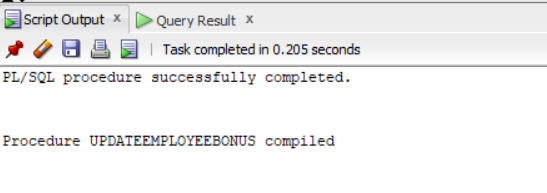 Script Output x Query Result x
Task completed in 0.205 seconds
PL/SQL procedure successfully completed.
Procedure UPDATEEMPLOYEEBONUS compiled